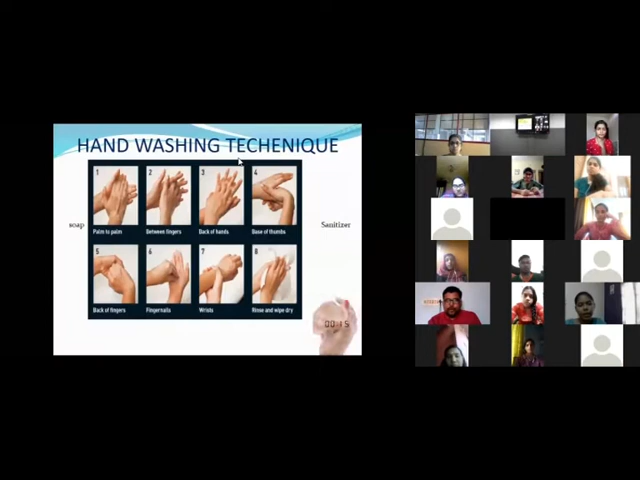 HAND WASHING TECHENIQUE
1
2
3
4
Palm to palm
Between fingers
Back of hands
Base of thumbs
soap
Sanitizer
5
6
7
8
Back of fingers
Fingernails
Wrists
Rinse and wipe dry
00:15